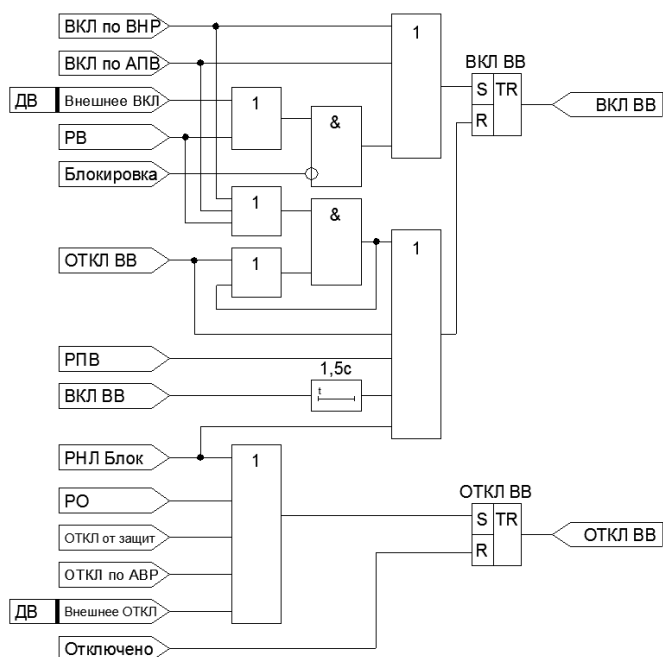 ВКЛ по ВНР
1
ВКЛ ВВ
ВКЛ по АПВ
S TR
ДВ Внешнее ВКЛ
1
ВКЛ ВВ
R
&
РВ
Блокировка
1
&
1
ОТКЛ ВВ
1
РПВ
1,5с
ВКЛ ВВ
t
РНЛ Блок
1
ОТКЛ ВВ
РО
S TR
ОТКЛ от защит
ОТКЛ ВВ
R
ОТКЛ по АВР
ДВ Внешнее ОТКЛ
Отключено